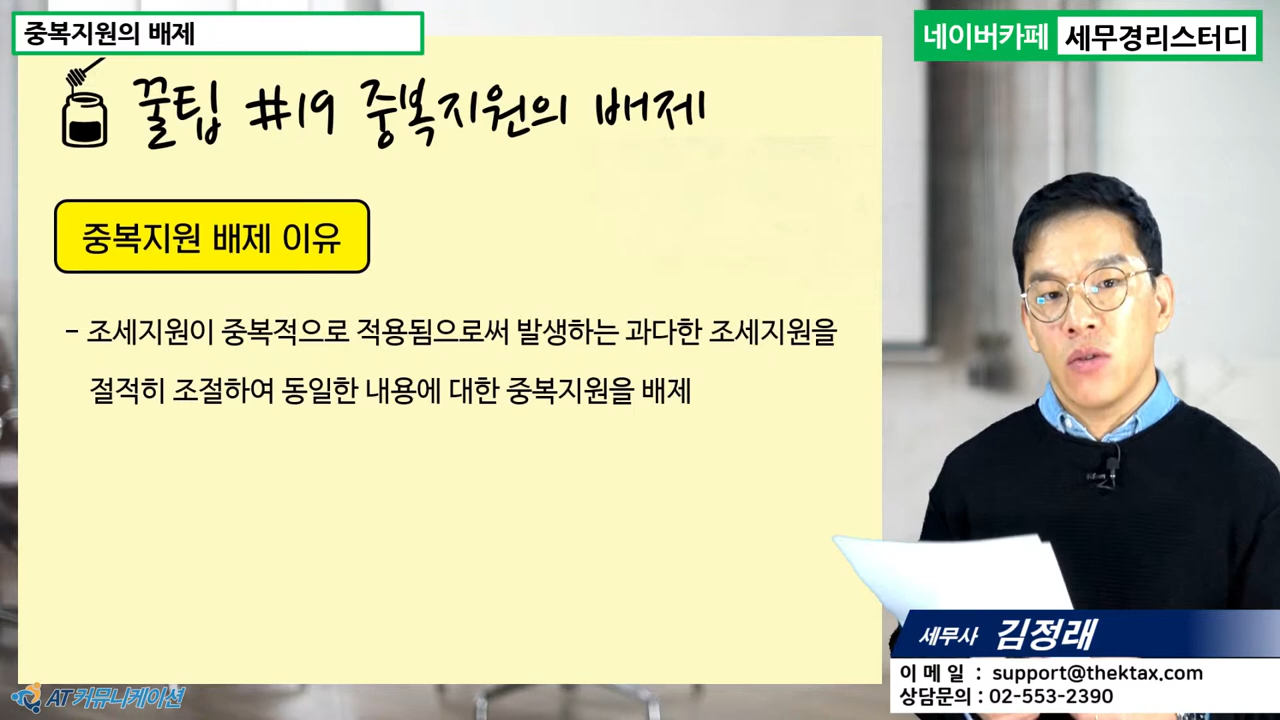 중복지원의 배제
네이버카페 세무경리스터디
꿀팁 #19 중복지원의 배제
중복지원 배제 이유
- 조세지원이 중복적으로 적용됨으로써 발생하는 과다한 조세지원을
절적히 조절하여 동일한 내용에 대한 중복지원을 배제
세무사 김정래
이 메 일 : support@thektax.com
상담문의 : 02-553-2390
AT커뮤니케이션